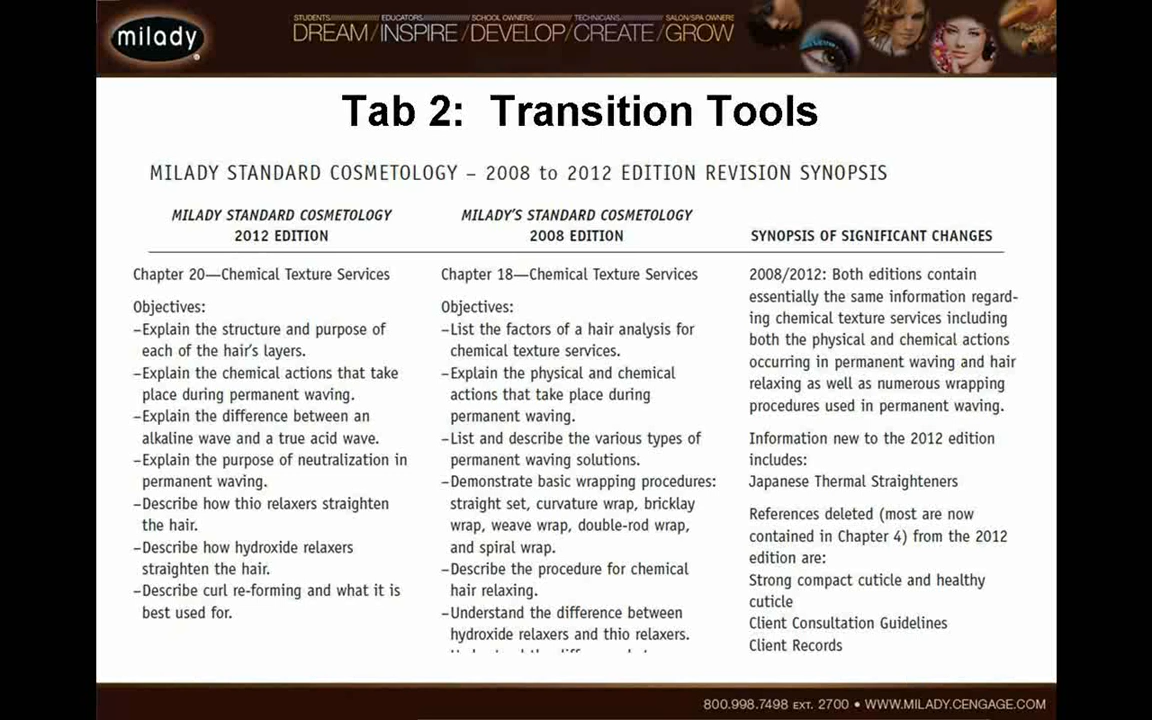 milady
STUDENTS EDUCATORS SCHOOL OWNERS TECHNICIANS SALON/SPA OWNERS
DREAM/INSPIRE/DEVELOP/CREATE/GROW
Tab 2: Transition Tools
MILADY STANDARD COSMETOLOGY – 2008 to 2012 EDITION REVISION SYNOPSIS
MILADY STANDARD COSMETOLOGY
2012 EDITION
Chapter 20—Chemical Texture Services
Objectives:
–Explain the structure and purpose of
each of the hair's layers.
–Explain the chemical actions that take
place during permanent waving.
–Explain the difference between an
alkaline wave and a true acid wave.
–Explain the purpose of neutralization in
permanent waving.
–Describe how thio relaxers straighten
the hair.
–Describe how hydroxide relaxers
straighten the hair.
–Describe curl re-forming and what it is
best used for.
MILADY'S STANDARD COSMETOLOGY
2008 EDITION
Chapter 18—Chemical Texture Services
Objectives:
–List the factors of a hair analysis for
chemical texture services.
–Explain the physical and chemical
actions that take place during
permanent waving.
–List and describe the various types of
permanent waving solutions.
–Demonstrate basic wrapping procedures:
straight set, curvature wrap, bricklay
wrap, weave wrap, double-rod wrap,
and spiral wrap.
–Describe the procedure for chemical
hair relaxing.
–Understand the difference between
hydroxide relaxers and thio relaxers.
SYNOPSIS OF SIGNIFICANT CHANGES
2008/2012: Both editions contain
essentially the same information regard-
ing chemical texture services including
both the physical and chemical actions
occurring in permanent waving and hair
relaxing as well as numerous wrapping
procedures used in permanent waving.
Information new to the 2012 edition
includes:
Japanese Thermal Straighteners
References deleted (most are now
contained in Chapter 4) from the 2012
edition are:
Strong compact cuticle and healthy
cuticle
Client Consultation Guidelines
Client Records
800.998.7498 EXT. 2700 • WWW.MILADY.CENGAGE.COM